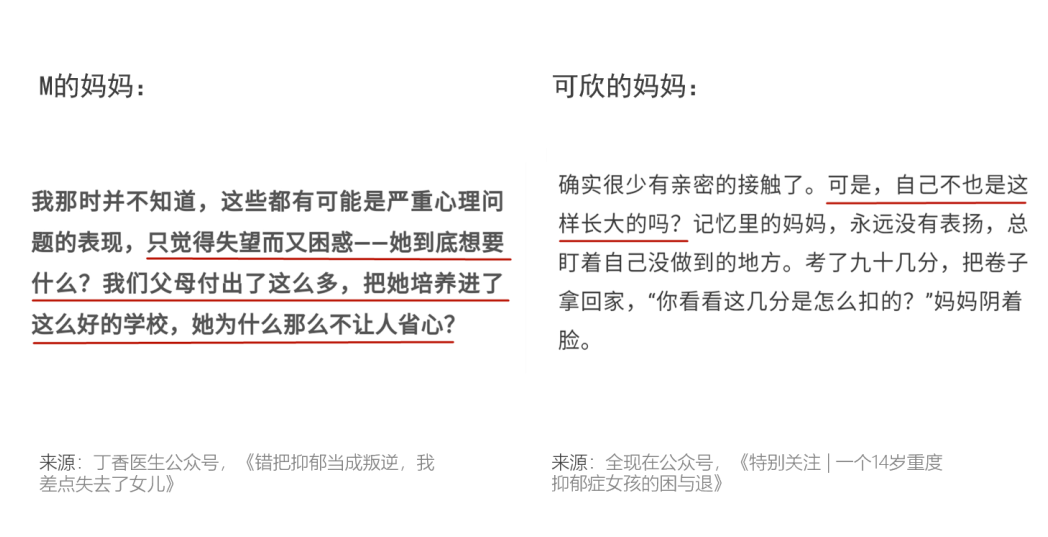 M的妈妈：
我那时并不知道，这些都有可能是严重心理问
题的表现，只觉得失望而又困惑——她到底想要
什么？我们父母付出了这么多，把她培养进了
这么好的学校，她为什么那么不让人省心？
来源：丁香医生公众号，《错把抑郁当成叛逆，我
差点失去了女儿》
可欣的妈妈：
确实很少有亲密的接触了。可是，自己不也是这
样长大的吗？记忆里的妈妈，永远没有表扬，总
盯着自己没做到的地方。考了九十几分，把卷子
拿回家，“你看看这几分是怎么扣的？”妈妈阴着
脸。
来源：全现在公众号，《特别关注 | 一个14岁重度
抑郁症女孩的困与退》